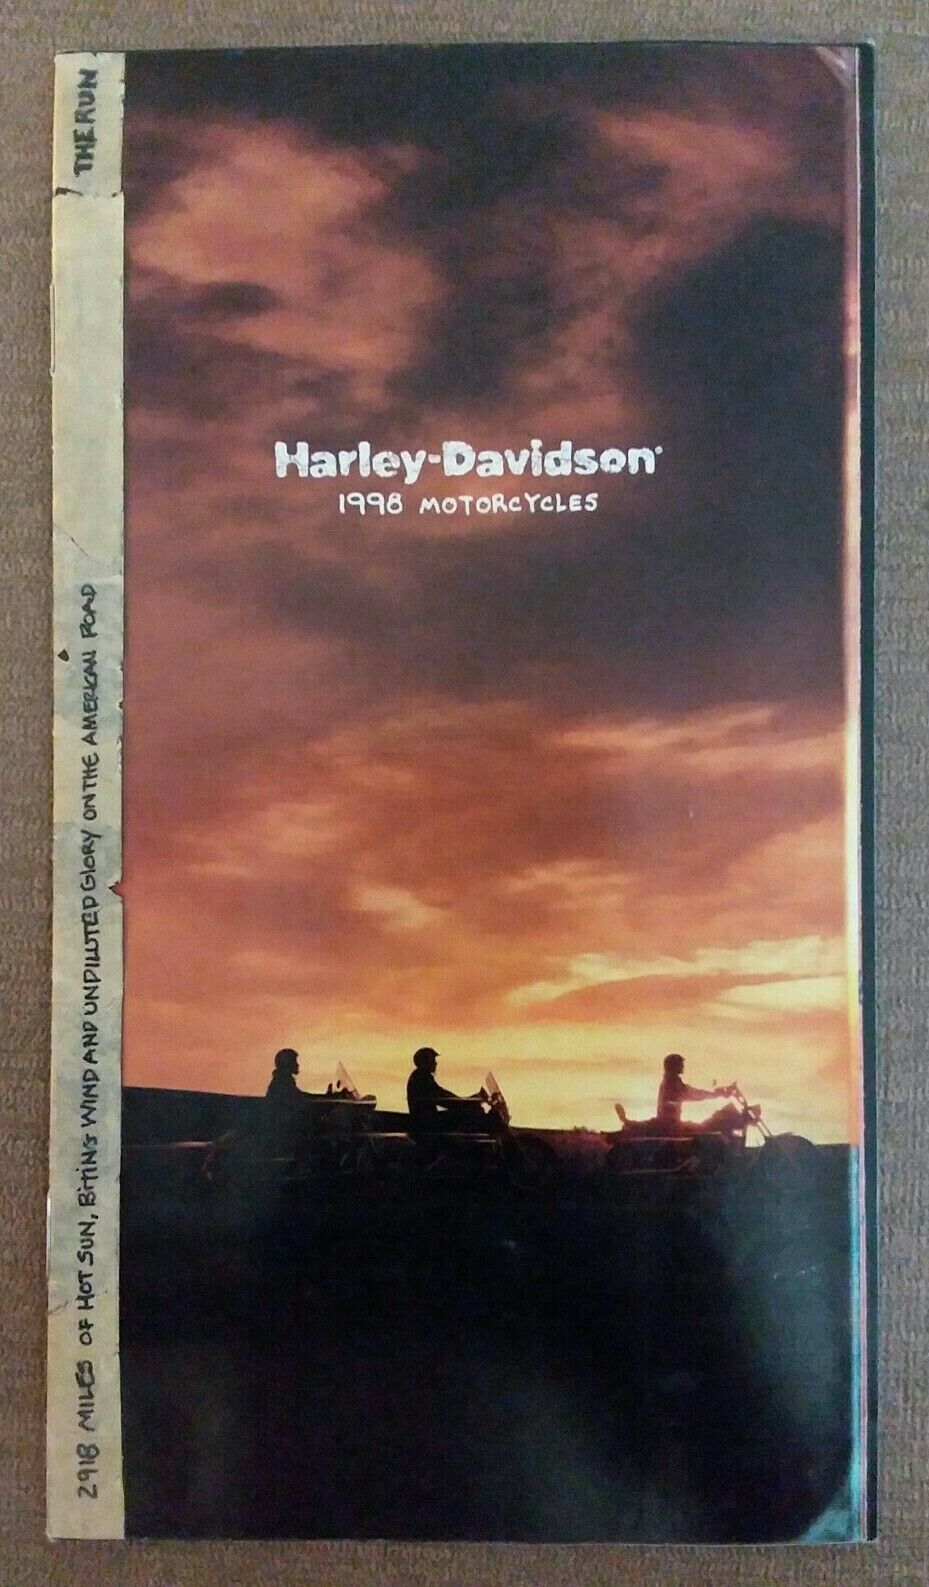 THE RUN
Harley-Davidson®
1998 MOTORCYCLES
2918 MILES OF HOT SUN, BITING WIND AND UNDILUTED GLORY ON THE AMERICAN ROAD